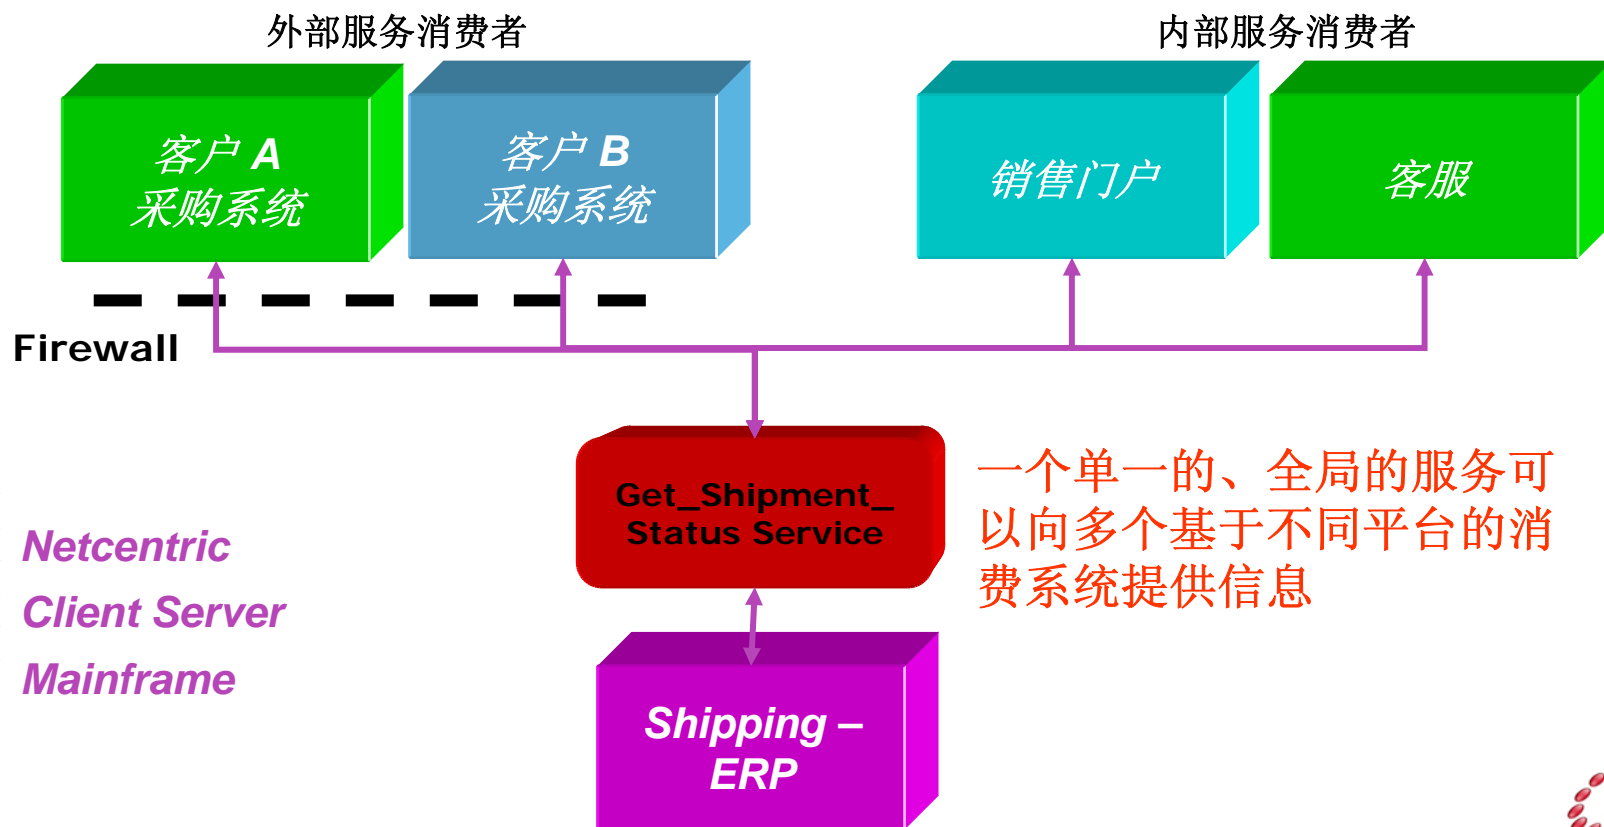 外部服务消费者
内部服务消费者
客户 A
采购系统
客户 B
采购系统
销售门户
客服
Firewall
Get_Shipment_
Status Service
一个单一的、全局的服务可
以向多个基于不同平台的消
费系统提供信息
Netcentric
Client Server
Mainframe
Shipping –
ERP